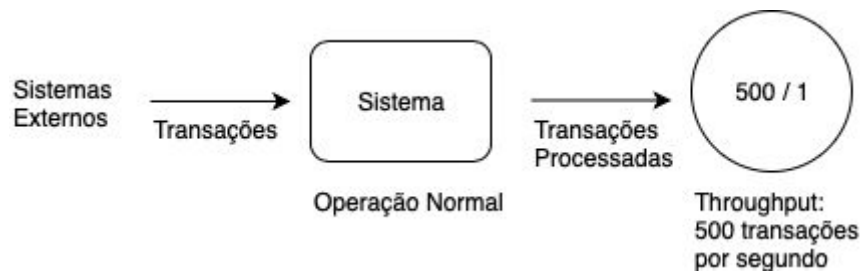 Sistemas
Externos
Transações
Sistema
Operação Normal
Transações
Processadas
500 / 1
Throughput:
500 transações
por segundo